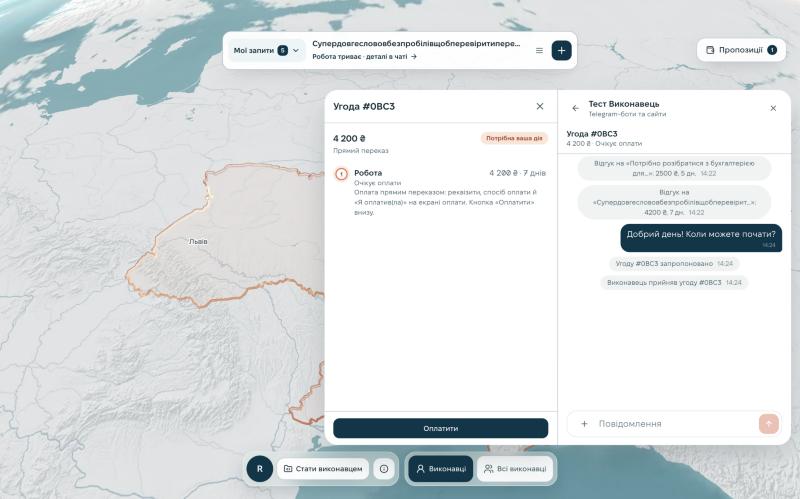 Мої запити 5
Супердовгесловобезпробілівщобперевіритипере...
Робота триває · деталі в чаті →
Пропозиції 1
Львів
Угода #0BC3
4 200 ₴
Потрібна ваша дія
Прямий переказ
Робота
4 200 ₴ · 7 днів
Очікує оплати
Оплата прямим переказом: реквізити, спосіб оплати й
«Я оплатив(ла)» на екрані оплати. Кнопка «Оплатити»
внизу.
Оплатити
Тест Виконавець
Telegram-боти та сайти
Угода #0BC3
4 200 ₴ · Очікує оплати
Відгук на «Потрібно розібратися з бухгалтерією
для…»: 2500 ₴, 5 дн. 14:22
Відгук на
«Супердовгесловобезпробілівщобперевірит…»:
4200 ₴, 7 дн. 14:22
Добрий день! Коли можете почати?
14:24
Угоду #0BC3 запропоновано 14:24
Виконавець прийняв угоду #0BC3 14:24
Повідомлення
R
Стати виконавцем
Виконавці
Всі виконавці